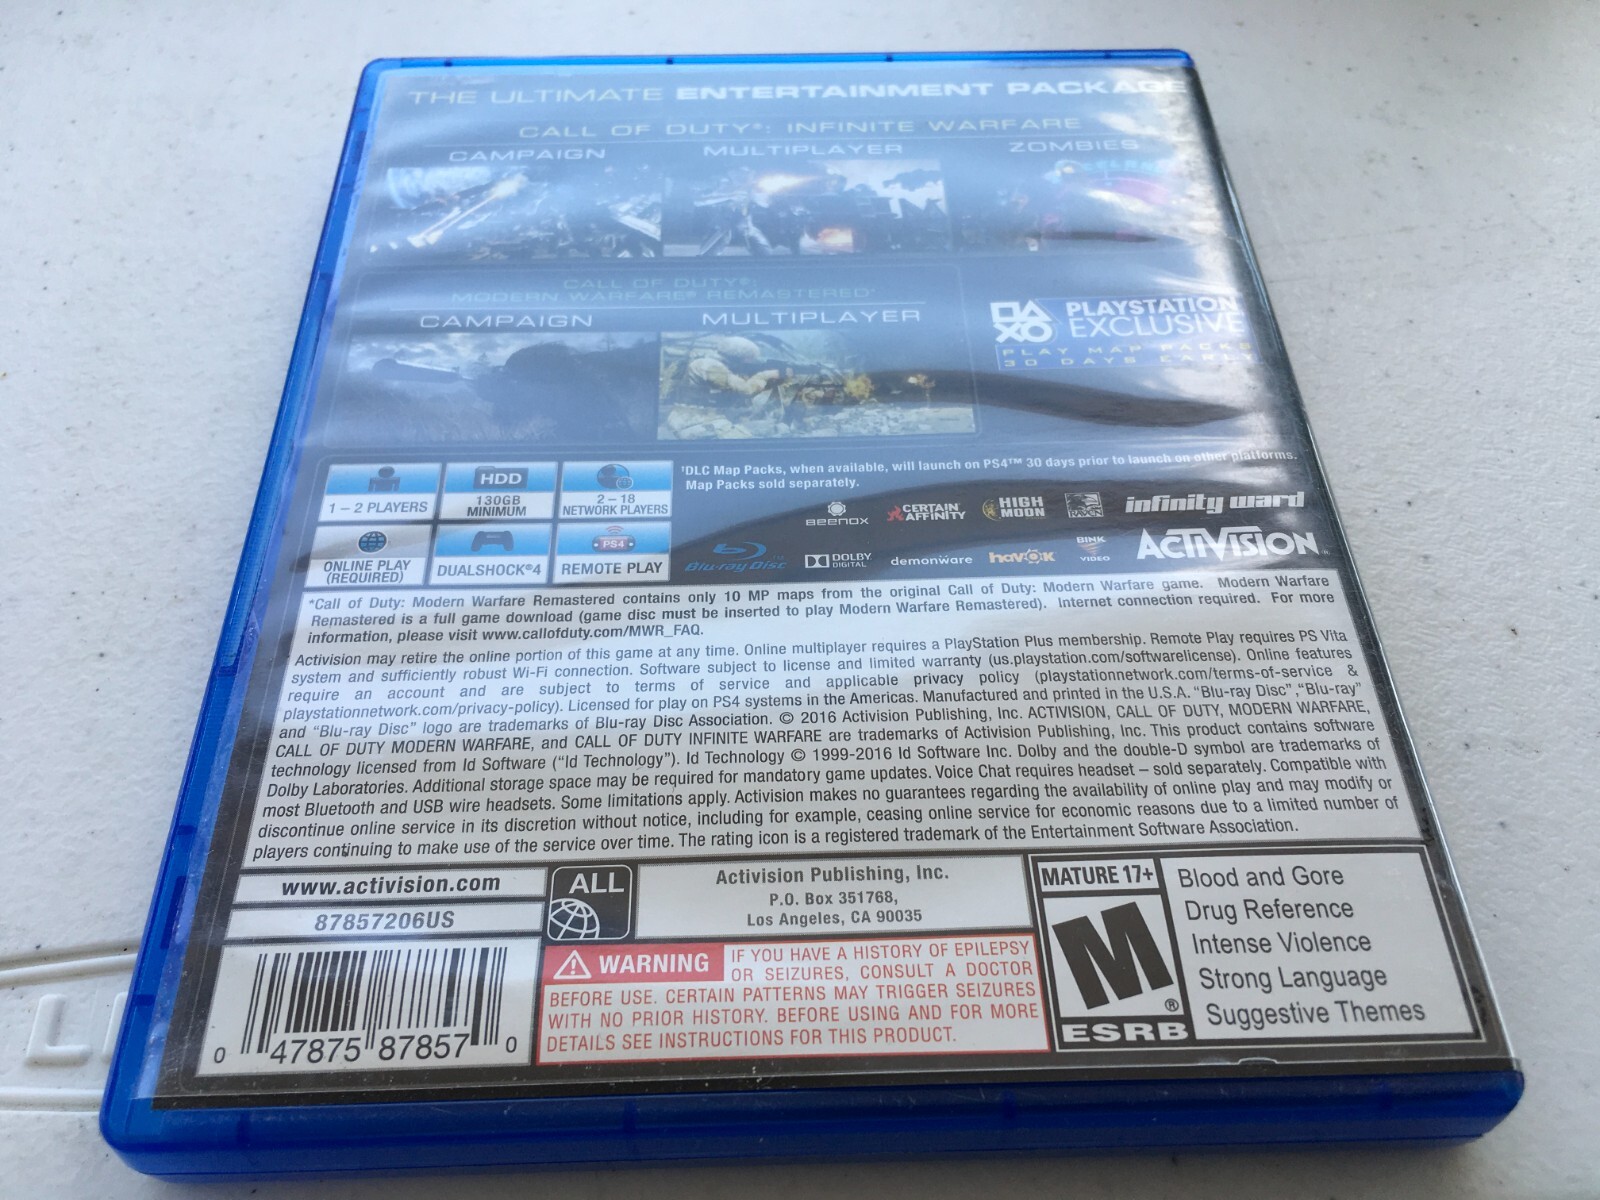 THE ULTIMATE ENTERTAINMENT PACKAGE
CALL OF DUTY®: INFINITE WARFARE
CAMPAIGN
MULTIPLAYER
ZOMBIES
CALL OF DUTY®:
MODERN WARFARE® REMASTERED*
CAMPAIGN
MULTIPLAYER
PLAYSTATION
EXCLUSIVE
PLAY MAP PACKS
30 DAYS EARLY
1 – 2 PLAYERS
HDD
130GB
MINIMUM
2 – 18
NETWORK PLAYERS
ONLINE PLAY
(REQUIRED)
DUALSHOCK®4
PS4
REMOTE PLAY
†DLC Map Packs, when available, will launch on PS4™ 30 days prior to launch on other platforms.
Map Packs sold separately.
BEENOX
CERTAIN AFFINITY
HIGH MOON
RAVEN
infinity ward
Blu-ray Disc™
DOLBY DIGITAL
demonware
havok
BINK VIDEO
ACTIVISION
*Call of Duty: Modern Warfare Remastered contains only 10 MP maps from the original Call of Duty: Modern Warfare game. Modern Warfare
Remastered is a full game download (game disc must be inserted to play Modern Warfare Remastered). Internet connection required. For more
information, please visit www.callofduty.com/MWR_FAQ.
Activision may retire the online portion of this game at any time. Online multiplayer requires a PlayStation Plus membership. Remote Play requires PS Vita
system and sufficiently robust Wi-Fi connection. Software subject to license and limited warranty (us.playstation.com/softwarelicense). Online features
require an account and are subject to terms of service and applicable privacy policy (playstationnetwork.com/terms-of-service &
playstationnetwork.com/privacy-policy). Licensed for play on PS4 systems in the Americas. Manufactured and printed in the U.S.A. “Blu-ray Disc”,“Blu-ray”
and “Blu-ray Disc” logo are trademarks of Blu-ray Disc Association. © 2016 Activision Publishing, Inc. ACTIVISION, CALL OF DUTY, MODERN WARFARE,
CALL OF DUTY MODERN WARFARE, and CALL OF DUTY INFINITE WARFARE are trademarks of Activision Publishing, Inc. This product contains software
technology licensed from Id Software (“Id Technology”). Id Technology © 1999-2016 Id Software Inc. Dolby and the double-D symbol are trademarks of
Dolby Laboratories. Additional storage space may be required for mandatory game updates. Voice Chat requires headset – sold separately. Compatible with
most Bluetooth and USB wire headsets. Some limitations apply. Activision makes no guarantees regarding the availability of online play and may modify or
discontinue online service in its discretion without notice, including for example, ceasing online service for economic reasons due to a limited number of
players continuing to make use of the service over time. The rating icon is a registered trademark of the Entertainment Software Association.
www.activision.com
87857206US
0 47875 87857 0
ALL
Activision Publishing, Inc.
P.O. Box 351768,
Los Angeles, CA 90035
WARNING IF YOU HAVE A HISTORY OF EPILEPSY
OR SEIZURES, CONSULT A DOCTOR
BEFORE USE. CERTAIN PATTERNS MAY TRIGGER SEIZURES
WITH NO PRIOR HISTORY. BEFORE USING AND FOR MORE
DETAILS SEE INSTRUCTIONS FOR THIS PRODUCT.
MATURE 17+
M®
ESRB
Blood and Gore
Drug Reference
Intense Violence
Strong Language
Suggestive Themes